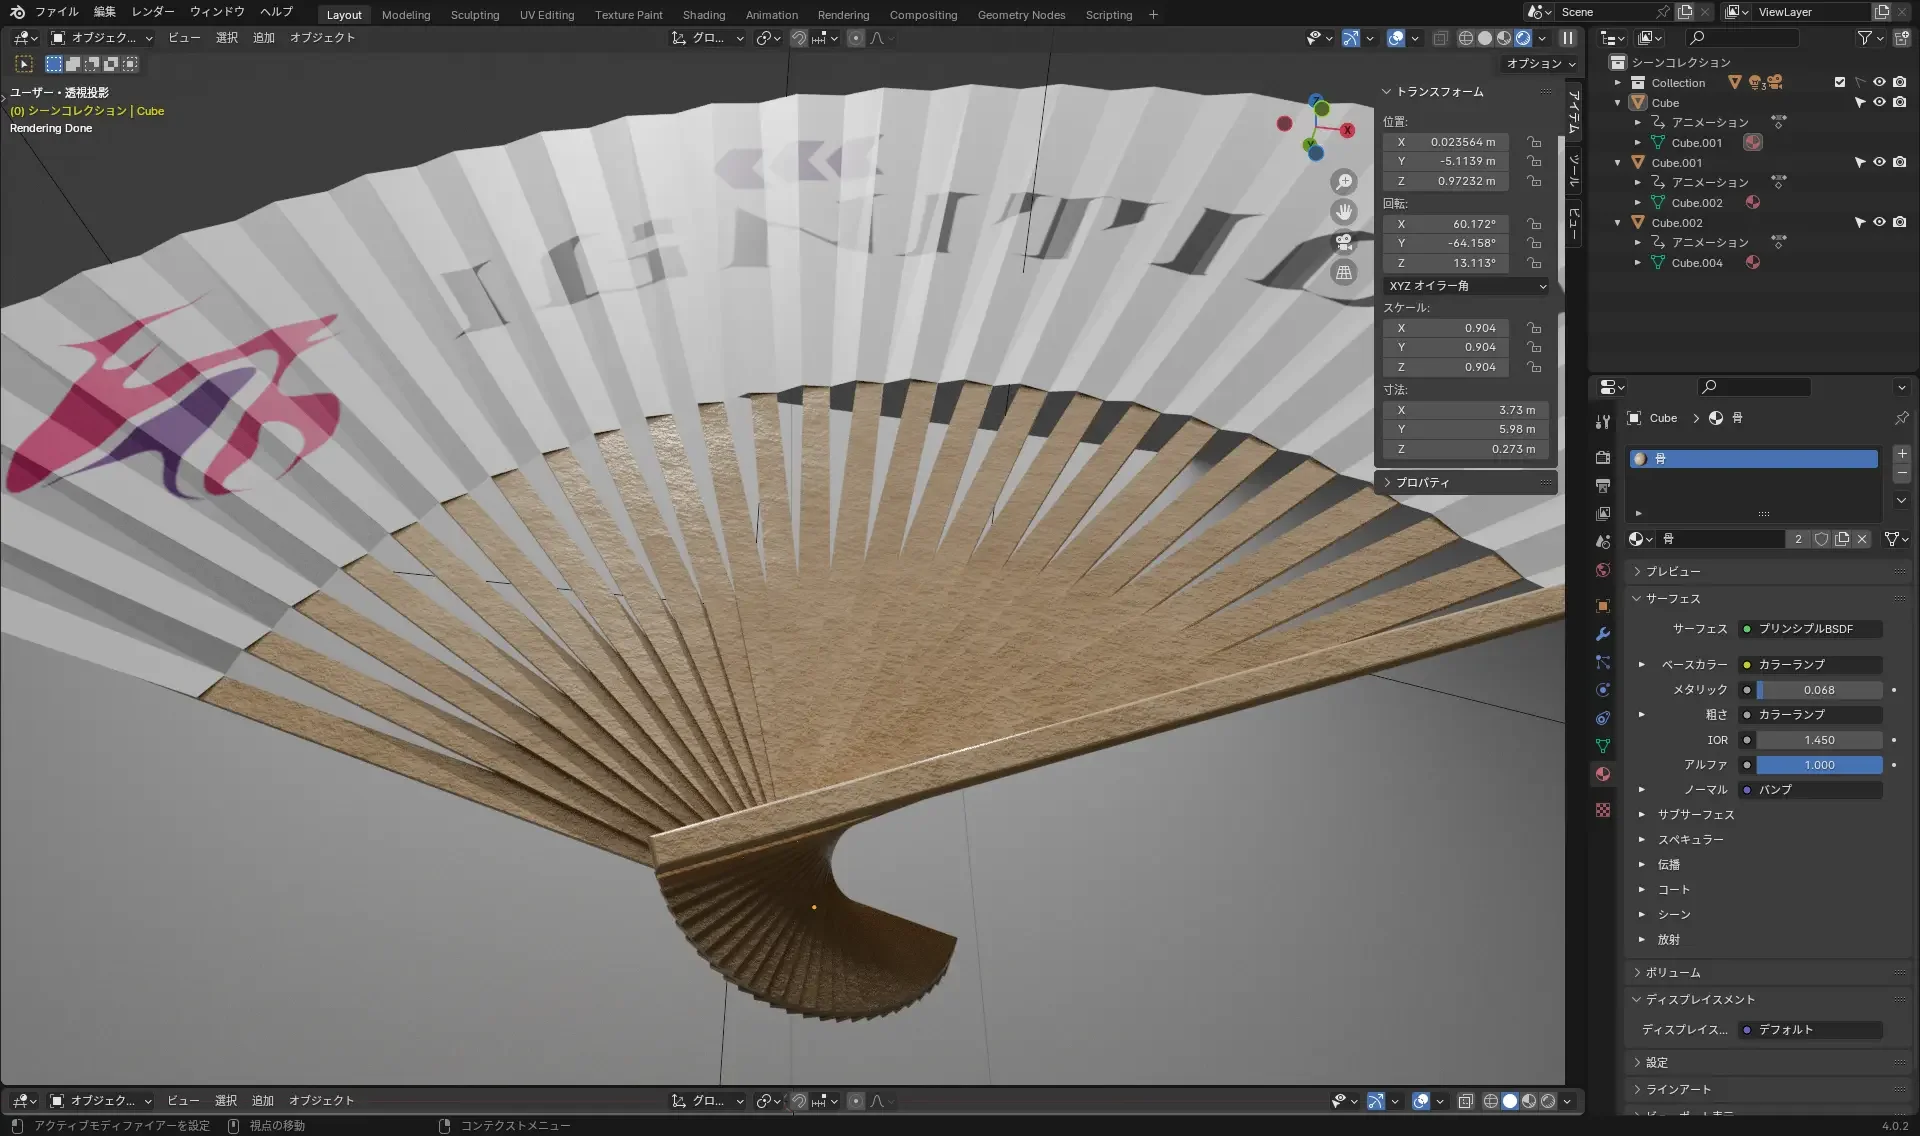 ファイル 編集 レンダー ウィンドウ ヘルプ Layout Modeling Sculpting UV Editing Texture Paint Shading Animation Rendering Compositing Geometry Nodes Scripting + Scene ViewLayer
オブジェク... ビュー 選択 追加 オブジェクト グロ...
オプション
ユーザー・透視投影
(0) シーンコレクション | Cube
Rendering Done
IGNITIO
X
Y
トランスフォーム
位置:
X 0.023564 m
Y -5.1139 m
Z 0.97232 m
回転:
X 60.172°
Y -64.158°
Z 13.113°
XYZ オイラー角
スケール:
X 0.904
Y 0.904
Z 0.904
寸法:
X 3.73 m
Y 5.98 m
Z 0.273 m
プロパティ
アイテム
ツール
ビュー
シーンコレクション
Collection 3
Cube
アニメーション
Cube.001
Cube.001
アニメーション
Cube.002
Cube.002
アニメーション
Cube.004
Cube > 骨
骨
骨 2
プレビュー
サーフェス
サーフェス プリンシプルBSDF
ベースカラー カラーランプ
メタリック 0.068
粗さ カラーランプ
IOR 1.450
アルファ 1.000
ノーマル バンプ
サブサーフェス
スペキュラー
伝播
コート
シーン
放射
ボリューム
ディスプレイスメント
ディスプレイス... デフォルト
設定
ラインアート
オブジェク... ビュー 選択 追加 オブジェクト グロ...
アクティブモディファイアーを設定 視点の移動 コンテクストメニュー 4.0.2